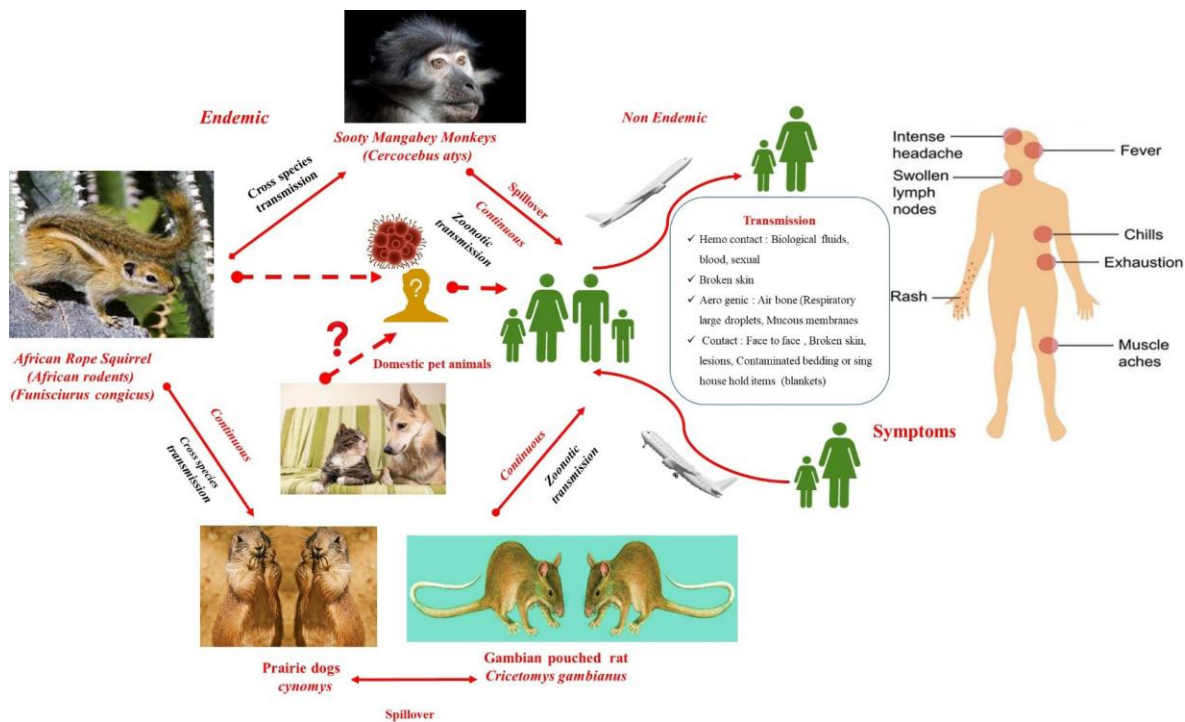 Endemic
Sooty Mangabey Monkeys
(Cercocebus atys)
Non Endemic
Cross species
transmission
Spillover
Continuous
Zoonotic
transmission
?
?
African Rope Squirrel
(African rodents)
(Funisciurus congicus)
Domestic pet animals
Transmission
✓ Hemo contact : Biological fluids,
blood, sexual
✓ Broken skin
✓ Aero genic : Air bone (Respiratory
large droplets, Mucous membranes
✓ Contact : Face to face , Broken skin,
lesions, Contaminated bedding or sing
house hold items (blankets)
Intense
headache
Swollen
lymph
nodes
Rash
Fever
Chills
Exhaustion
Muscle
aches
Symptoms
Continuous
Cross species
transmission
Continuous
Zoonotic
transmission
Prairie dogs
cynomys
Gambian pouched rat
Cricetomys gambianus
Spillover